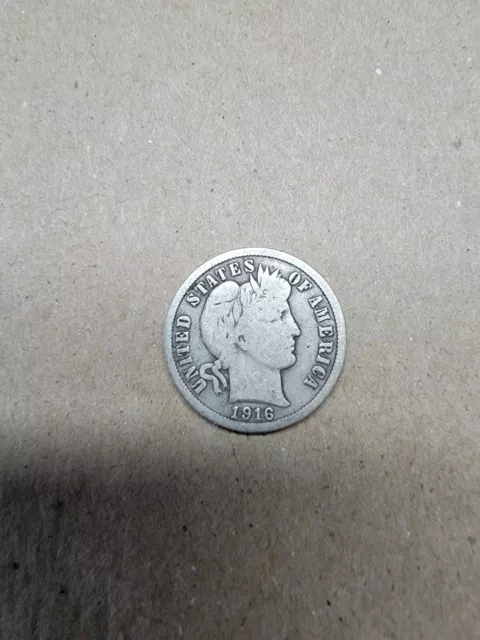 UNITED STATES OF AMERICA
1916